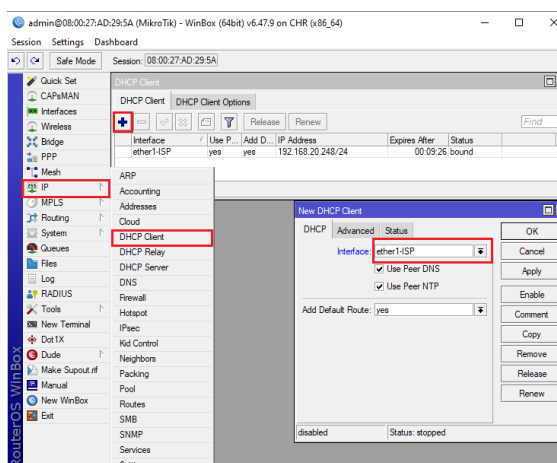 admin@08:00:27:AD:29:5A (MikroTik) - WinBox (64bit) v6.47.9 on CHR (x86_64)
Session Settings Dashboard
Safe Mode Session: 08:00:27:AD:29:5A
Quick Set
CAPsMAN
Interfaces
Wireless
Bridge
PPP
Mesh
IP
MPLS
Routing
System
Queues
Files
Log
RADIUS
Tools
New Terminal
Dot1X
Dude
Make Supout.rif
Manual
New WinBox
Exit
RouterOS WinBox
DHCP Client
DHCP Client DHCP Client Options
Release Renew Find
Interface Use P... Add D... IP Address Expires After Status
ether1-ISP yes yes 192.168.20.248/24 00:09:26 bound
ARP
Accounting
Addresses
Cloud
DHCP Client
DHCP Relay
DHCP Server
DNS
Firewall
Hotspot
IPsec
Kid Control
Neighbors
Packing
Pool
Routes
SMB
SNMP
Services
New DHCP Client
DHCP Advanced Status
Interface: ether1-ISP
Use Peer DNS
Use Peer NTP
Add Default Route: yes
OK
Cancel
Apply
Enable
Comment
Copy
Remove
Release
Renew
disabled Status: stopped